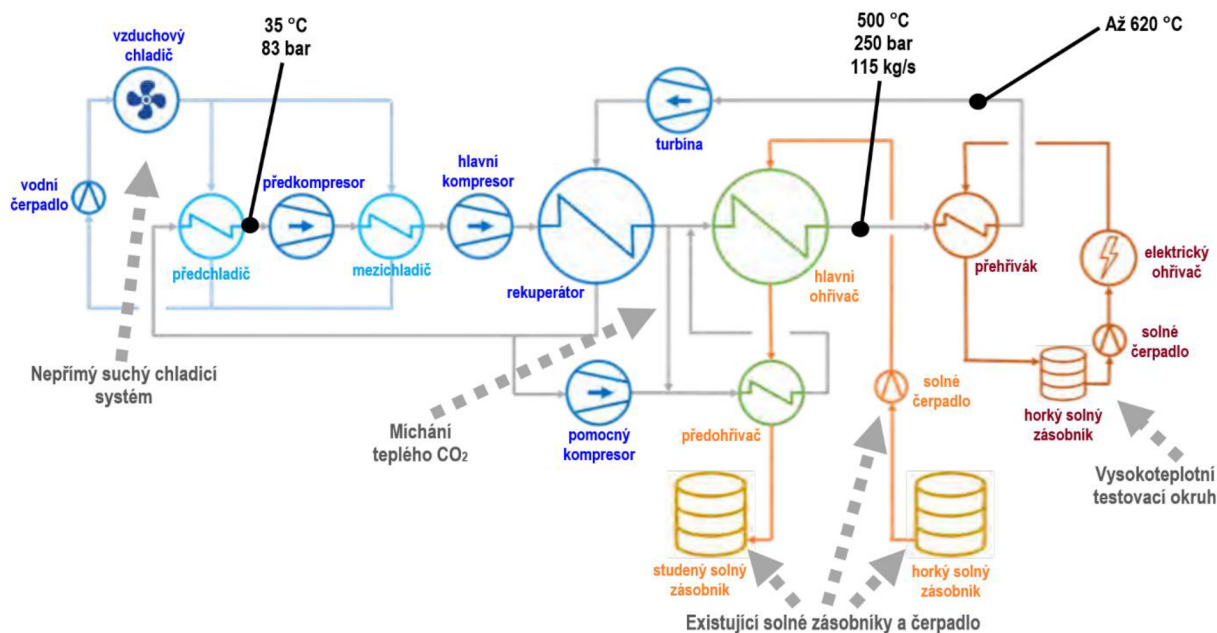 vzduchový
chladič
35 °C
83 bar
500 °C
250 bar
115 kg/s
Až 620 °C
vodní
čerpadlo
předkompresor
hlavní
kompresor
turbína
předchladič
mezichladič
rekuperátor
hlavní
ohřívač
přehřívák
elektrický
ohřívač
solné
čerpadlo
horký solný
zásobník
Nepřímý suchý chladicí
systém
Míchání
teplého CO₂
pomocný
kompresor
předohřívač
solné
čerpadlo
Vysokoteplotní
testovací okruh
studený solný
zásobník
horký solný
zásobník
Existující solné zásobníky a čerpadlo